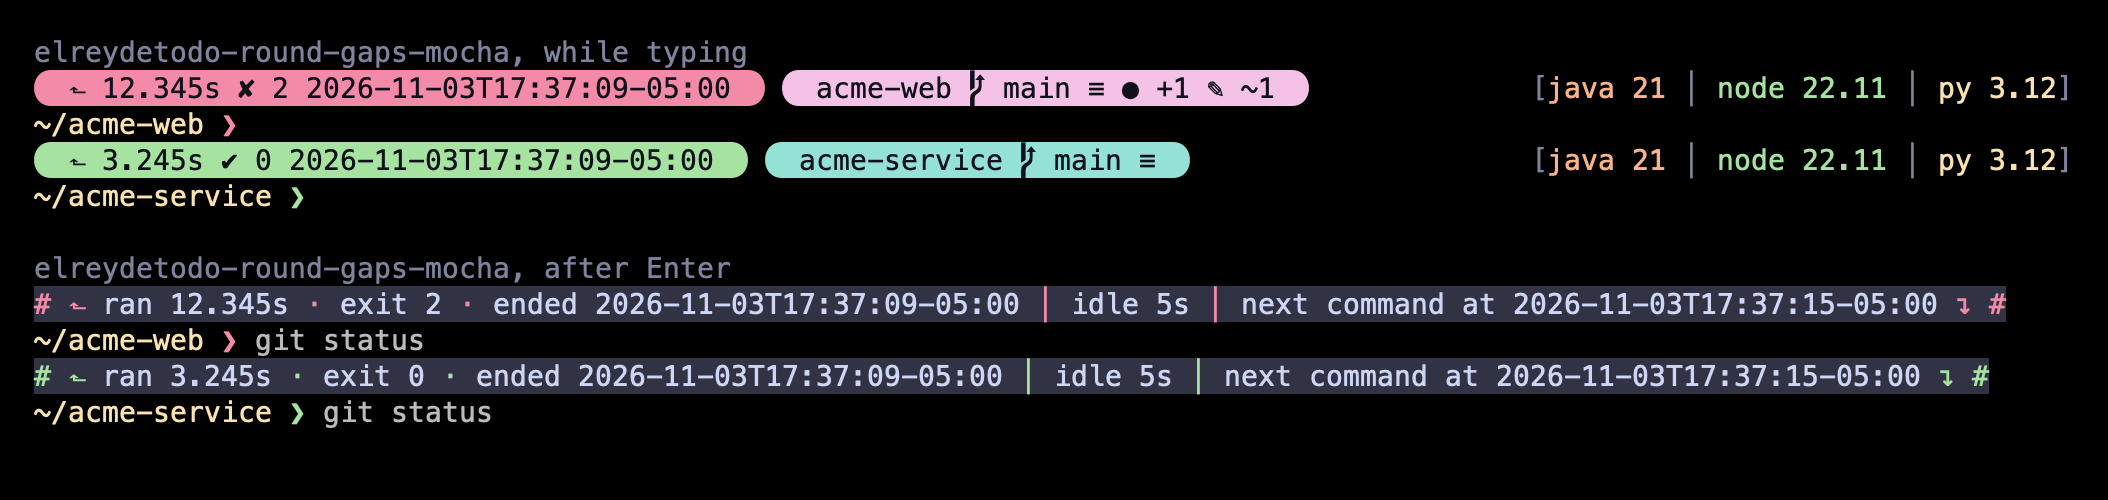 elreydetodo-round-gaps-mocha, while typing
⬑ 12.345s ✘ 2 2026-11-03T17:37:09-05:00 acme-web main ≡ ● +1 ✎ ~1 [java 21 │ node 22.11 │ py 3.12]
~/acme-web ❯
⬑ 3.245s ✔ 0 2026-11-03T17:37:09-05:00 acme-service main ≡ [java 21 │ node 22.11 │ py 3.12]
~/acme-service ❯
elreydetodo-round-gaps-mocha, after Enter
# ⬑ ran 12.345s · exit 2 · ended 2026-11-03T17:37:09-05:00 │ idle 5s │ next command at 2026-11-03T17:37:15-05:00 ↴ #
~/acme-web ❯ git status
# ⬑ ran 3.245s · exit 0 · ended 2026-11-03T17:37:09-05:00 │ idle 5s │ next command at 2026-11-03T17:37:15-05:00 ↴ #
~/acme-service ❯ git status